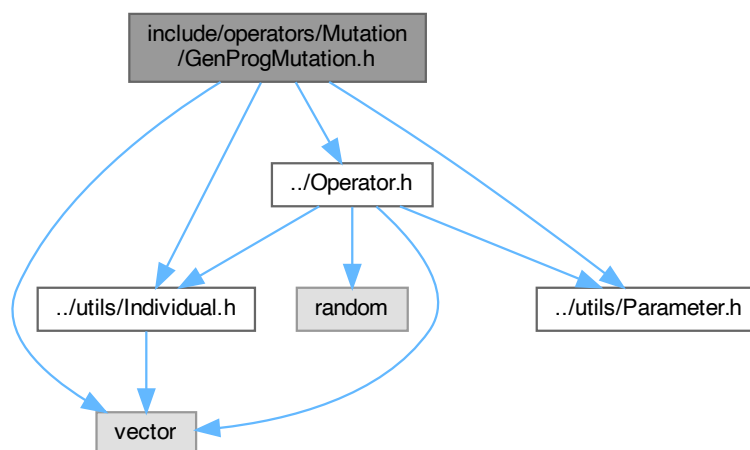 include/operators/Mutation
/GenProgMutation.h
../Operator.h
../utils/Individual.h
random
../utils/Parameter.h
vector